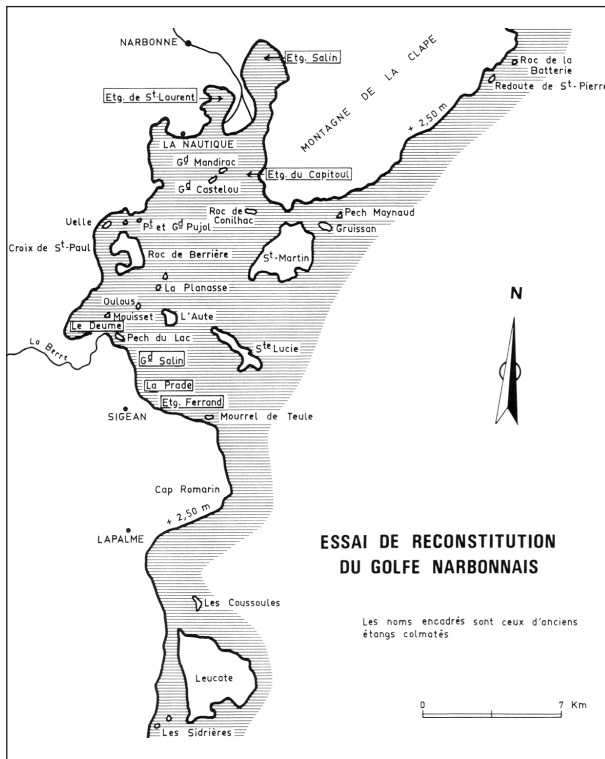 NARBONNE
Etg. Salin
Roc de la
Batterie
Redoute de St-Pierre
MONTAGNE DE LA CLAPE
+ 2,50 m
Etg. de St-Laurent
LA NAUTIQUE
Gd Mandirac
Etg. du Capitoul
Gd Castelou
Roc de
Conilhac
Pech Maynaud
Gruissan
Uelle
Pt et Gd Pujol
Croix de St-Paul
Roc de Berrière
St-Martin
La Planasse
Oulous
Mouisset
L'Aute
Le Deume
Pech du Lac
Ste Lucie
La Berre
Gd Salin
La Prade
Etg. Ferrand
SIGEAN
Mourrel de Teule
N
Cap Romarin
+ 2,50 m
LAPALME
ESSAI DE RECONSTITUTION
DU GOLFE NARBONNAIS
Les Coussoules
Les noms encadrés sont ceux d'anciens
étangs colmatés
Leucate
0 7 Km
Les Sidrières